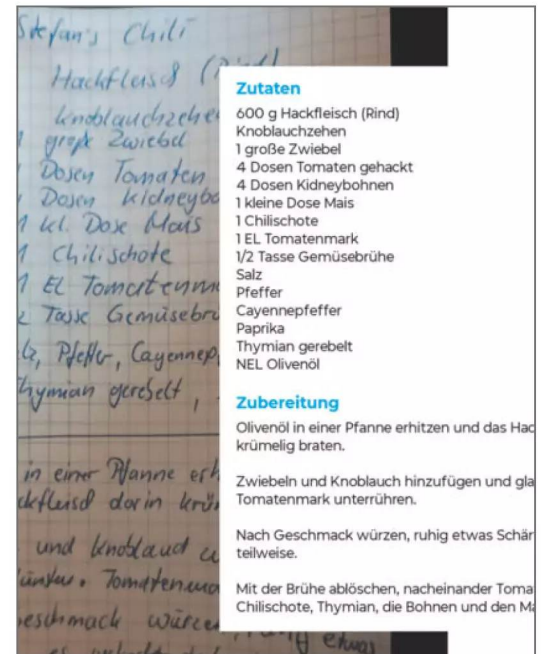 Stefan's Chili
Hackfleisch (Rind)
Knoblauchzehe
1 große Zwiebel
Dosen Tomaten
Dosen Kidneybo
1 kl. Dose Mais
1 Chilischote
1 EL Tomatenm
Tasse Gemüsebrü
Pfeffer, Cayennep
Thymian gerebelt,
in einer Pfanne erh
ackfleisch darin krü
und Knoblauch
Tomatenma
eschmack würze
etwas
Zutaten
600 g Hackfleisch (Rind)
Knoblauchzehen
1 große Zwiebel
4 Dosen Tomaten gehackt
4 Dosen Kidneybohnen
1 kleine Dose Mais
1 Chilischote
1 EL Tomatenmark
1/2 Tasse Gemüsebrühe
Salz
Pfeffer
Cayennepfeffer
Paprika
Thymian gerebelt
NEL Olivenöl
Zubereitung
Olivenöl in einer Pfanne erhitzen und das Hac
krümelig braten.
Zwiebeln und Knoblauch hinzufügen und gla
Tomatenmark unterrühren.
Nach Geschmack würzen, ruhig etwas Schär
teilweise.
Mit der Brühe ablöschen, nacheinander Toma
Chilischote, Thymian, die Bohnen und den Ma